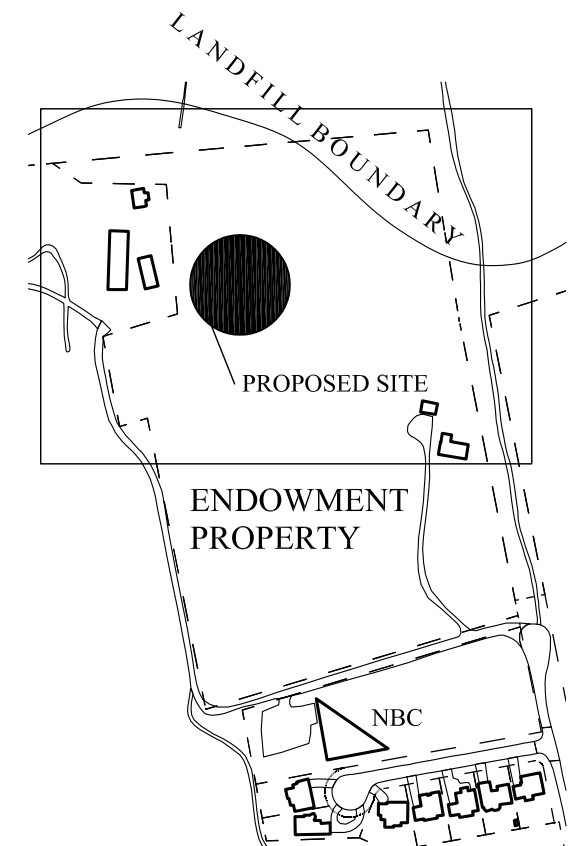 LANDFILL BOUNDARY
PROPOSED SITE
ENDOWMENT
PROPERTY
NBC